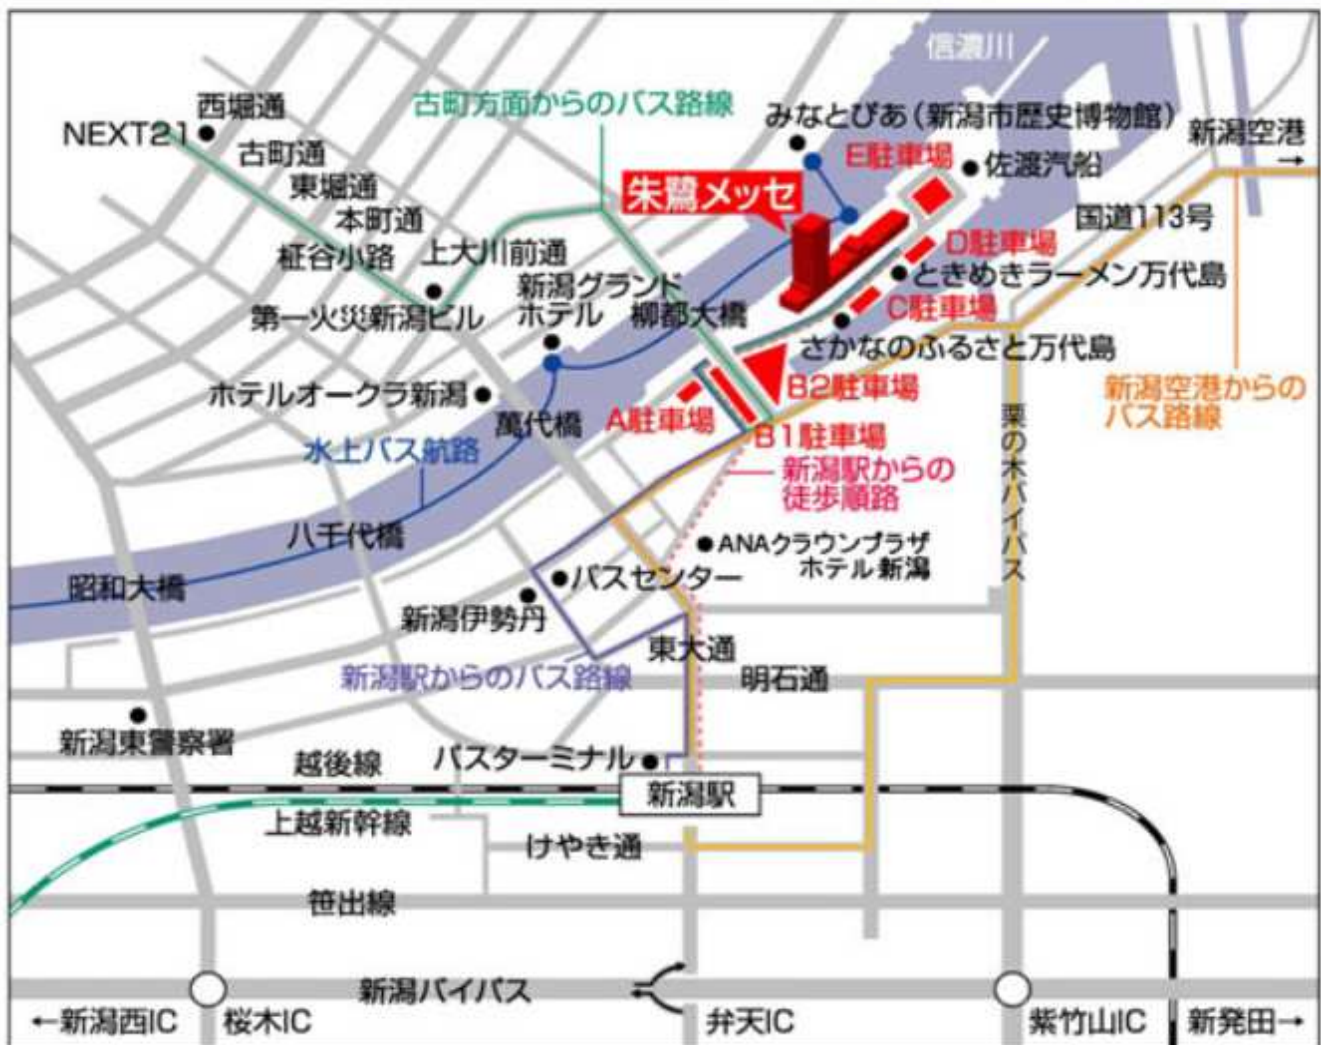 信濃川
西堀通
古町方面からのバス路線
みなとぴあ（新潟市歴史博物館）
NEXT21
新潟空港
→
古町通
E駐車場
佐渡汽船
東堀通
朱鷺メッセ
本町通
国道113号
柾谷小路
上大川前通
D駐車場
新潟グランド
ホテル
ときめきラーメン万代島
第一火災新潟ビル
柳都大橋
C駐車場
さかなのふるさと万代島
ホテルオークラ新潟
B2駐車場
新潟空港からの
バス路線
A駐車場
萬代橋
B1駐車場
栗の木バイパス
水上バス航路
新潟駅からの
徒歩順路
八千代橋
ANAクラウンプラザ
ホテル新潟
昭和大橋
バスセンター
新潟伊勢丹
東大通
新潟駅からのバス路線
明石通
新潟東警察署
越後線
バスターミナル
新潟駅
上越新幹線
けやき通
笹出線
新潟バイパス
←新潟西IC
桜木IC
弁天IC
紫竹山IC
新発田→